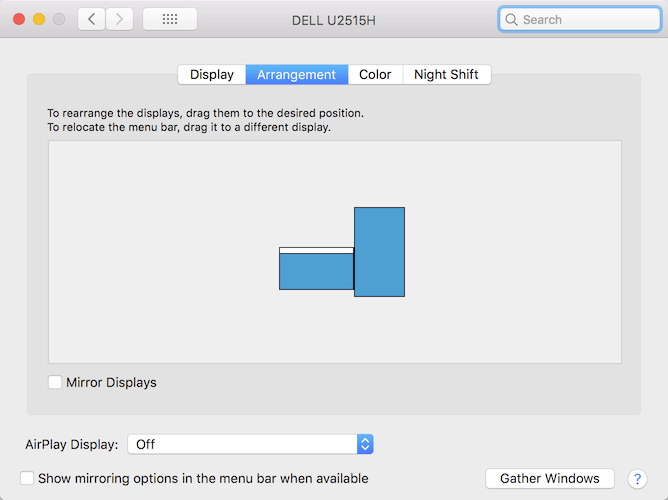 DELL U2515H
Search
Display Arrangement Color Night Shift
To rearrange the displays, drag them to the desired position.
To relocate the menu bar, drag it to a different display.
Mirror Displays
AirPlay Display: Off
Show mirroring options in the menu bar when available
Gather Windows ?